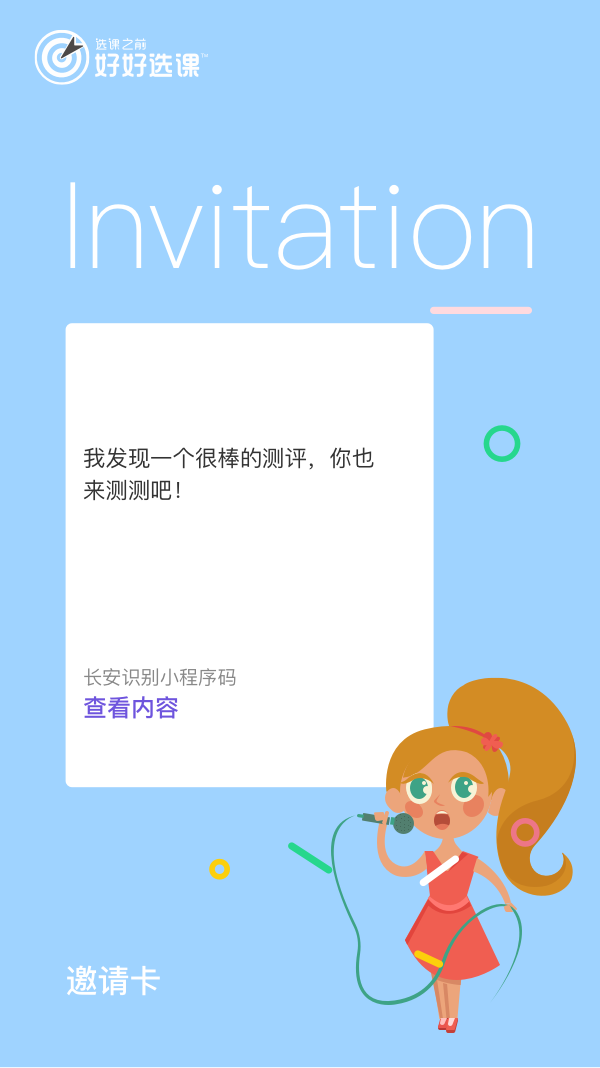 选课之前
好好选课™
Invitation
我发现一个很棒的测评，你也
来测测吧！
长安识别小程序码
查看内容
邀请卡